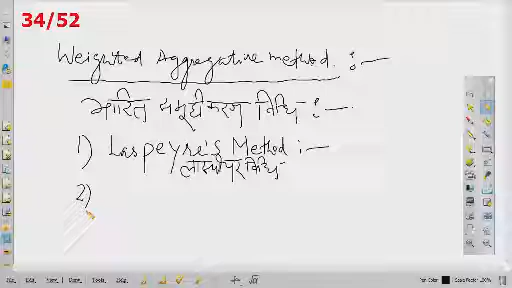 34/52
Weighted Aggregative method :-
भारित समूहीकरण विधि :-
1) Laspeyre's Method :-
लास्पेयर विधि
2)